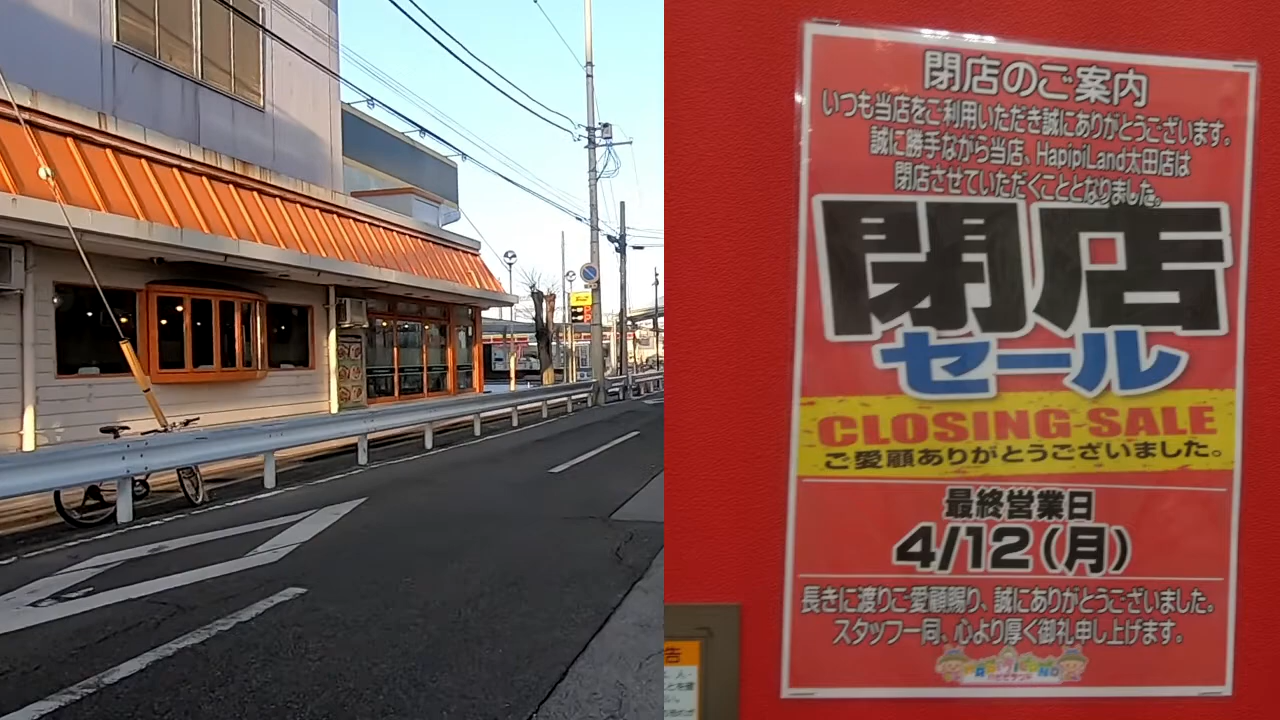 閉店のご案内
いつも当店をご利用いただき誠にありがとうございます。
誠に勝手ながら当店、HapipiLand太田店は
閉店させていただくこととなりました。
閉店
セール
CLOSING SALE
ご愛顧ありがとうございました。
最終営業日
4/12(月)
長きに渡りご愛顧賜り、誠にありがとうございました。
スタッフ一同、心より厚く御礼申し上げます。
告